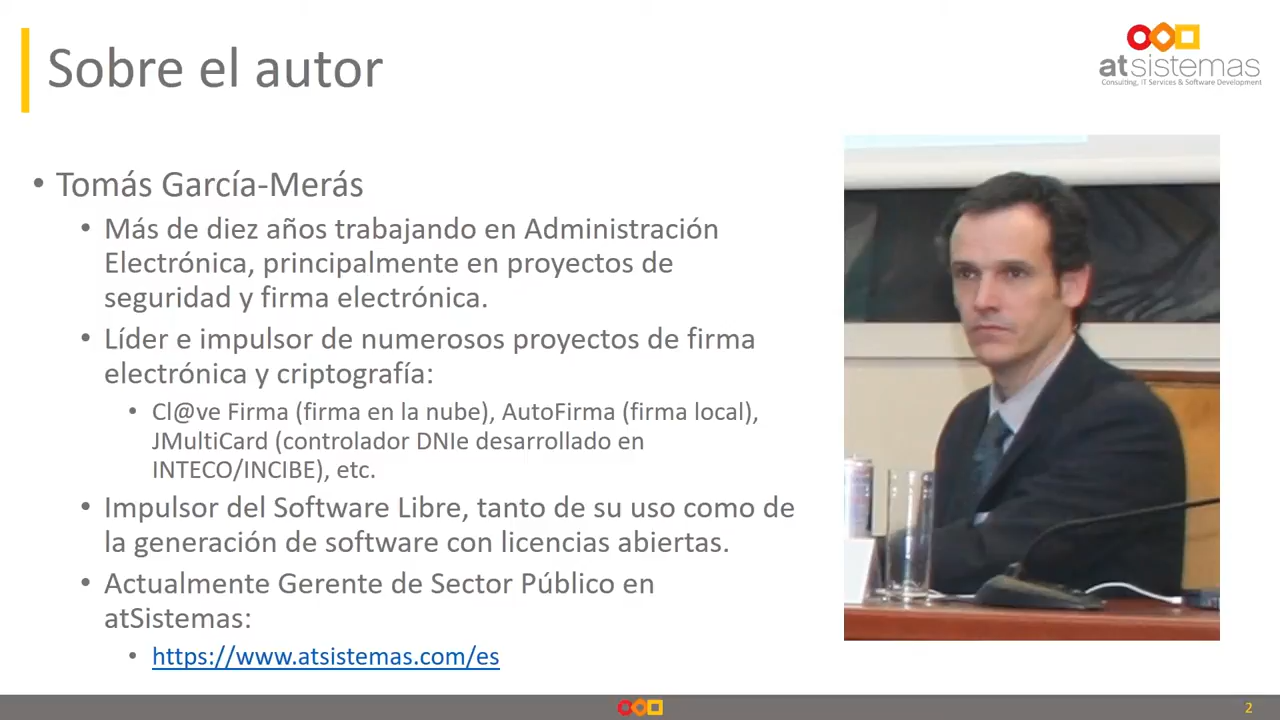 Sobre el autor
atsistemas
Consulting, IT Services & Software Development
• Tomás García-Merás
• Más de diez años trabajando en Administración
Electrónica, principalmente en proyectos de
seguridad y firma electrónica.
• Líder e impulsor de numerosos proyectos de firma
electrónica y criptografía:
• Cl@ve Firma (firma en la nube), AutoFirma (firma local),
JMultiCard (controlador DNIe desarrollado en
INTECO/INCIBE), etc.
• Impulsor del Software Libre, tanto de su uso como de
la generación de software con licencias abiertas.
• Actualmente Gerente de Sector Público en
atSistemas:
• https://www.atsistemas.com/es
2